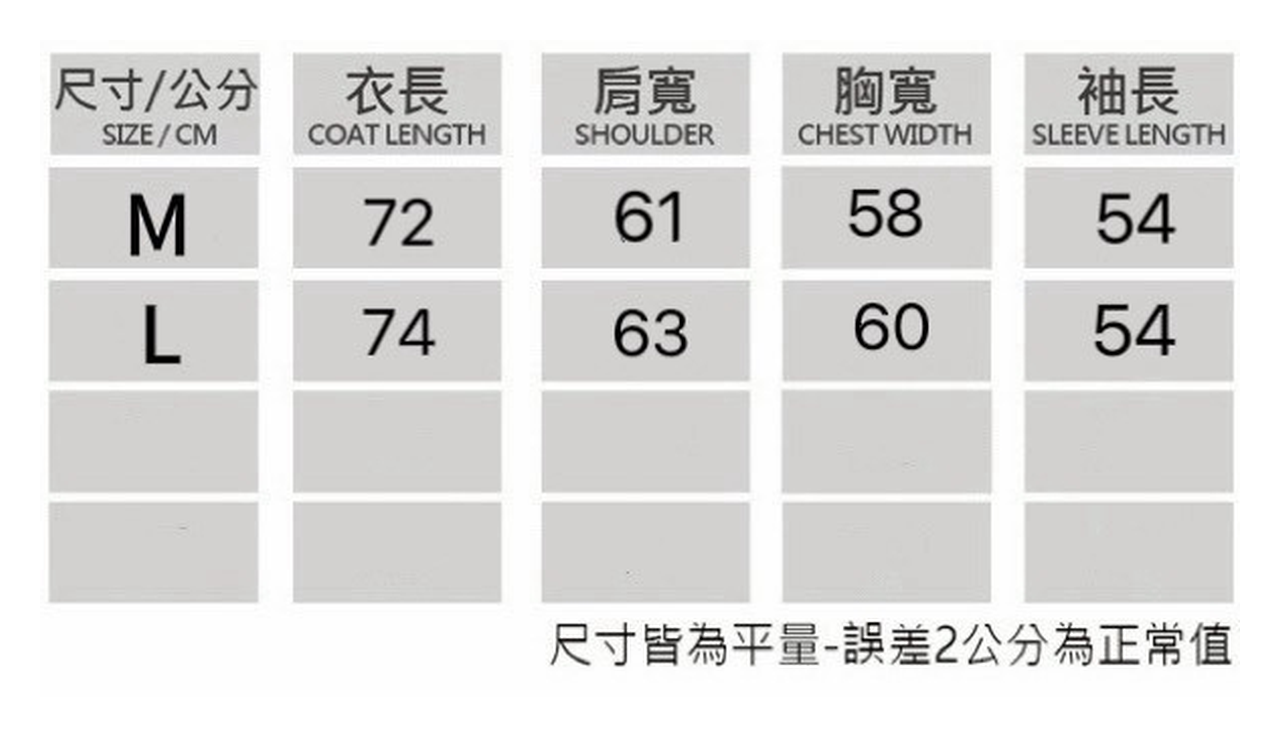 尺寸/公分 衣長 肩寬 胸寬 袖長
SIZE / CM COAT LENGTH SHOULDER CHEST WIDTH SLEEVE LENGTH
M 72 61 58 54
L 74 63 60 54
尺寸皆為平量-誤差2公分為正常值